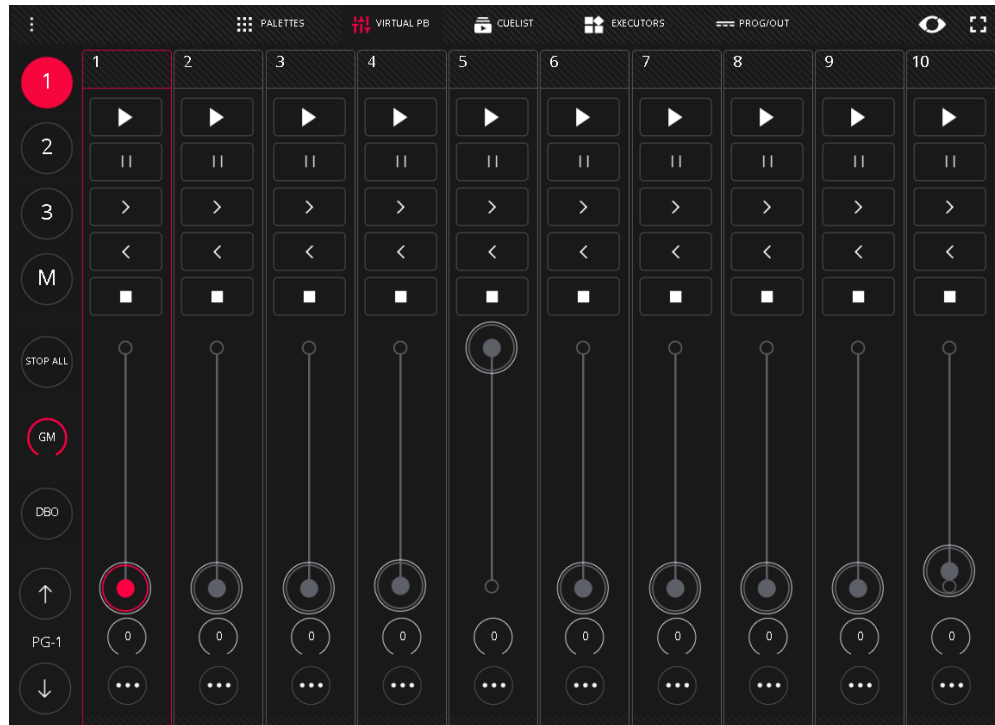 PALETTES VIRTUAL PB CUELIST EXECUTORS PROG/OUT
1 2 3 4 5 6 7 8 9 10
1
2
3
M
STOP ALL
GM
DBO
PG-1
0 0 0 0 0 0 0 0 0 0